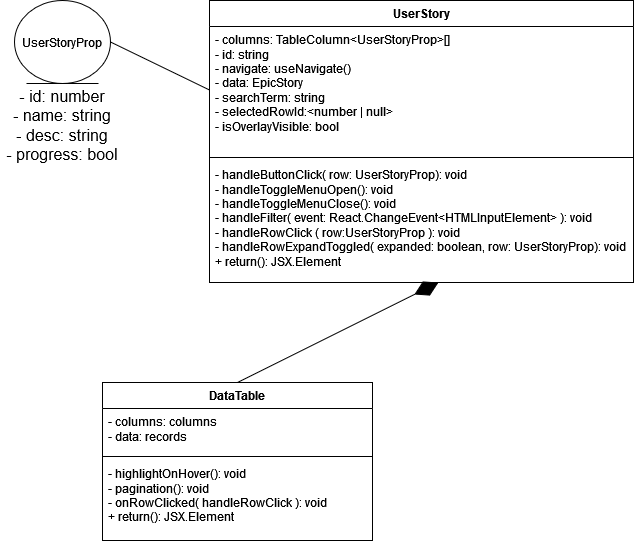 UserStoryProp
- id: number
- name: string
- desc: string
- progress: bool
UserStory
- columns: TableColumn<UserStoryProp>[]
- id: string
- navigate: useNavigate()
- data: EpicStory
- searchTerm: string
- selectedRowId:<number | null>
- isOverlayVisible: bool
- handleButtonClick( row: UserStoryProp): void
- handleToggleMenuOpen(): void
- handleToggleMenuClose(): void
- handleFilter( event: React.ChangeEvent<HTMLInputElement> ): void
- handleRowClick ( row:UserStoryProp ): void
- handleRowExpandToggled( expanded: boolean, row: UserStoryProp): void
+ return(): JSX.Element
DataTable
- columns: columns
- data: records
- highlightOnHover(): void
- pagination(): void
- onRowClicked( handleRowClick ): void
+ return(): JSX.Element